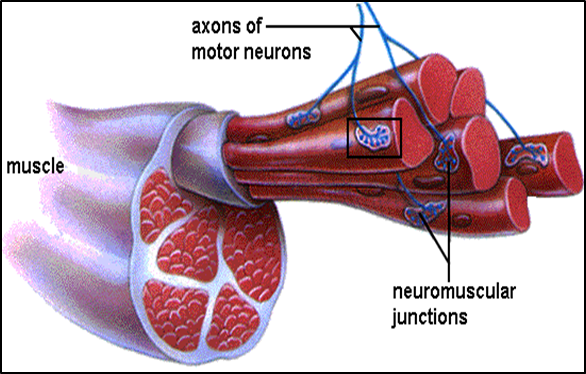 axons of
motor neurons
muscle
neuromuscular
junctions